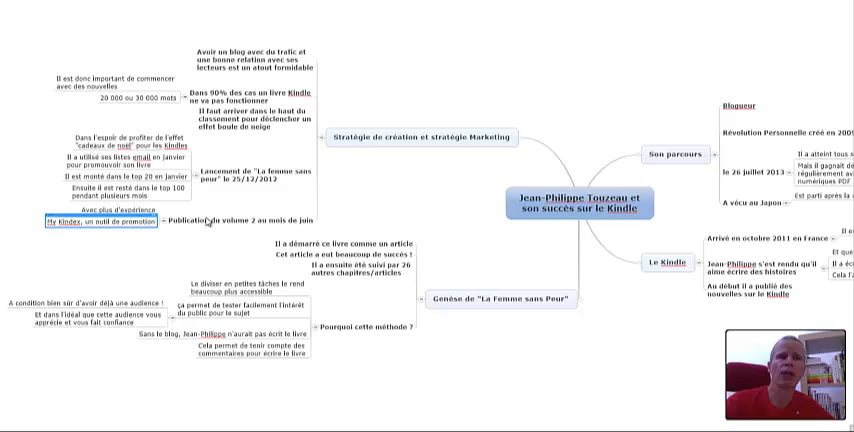 Avoir un blog avec du trafic et
une bonne relation avec ses
lecteurs est un atout formidable
Il est donc important de commencer
avec des nouvelles
20 000 ou 30 000 mots
Dans 90% des cas un livre Kindle
ne va pas fonctionner
Il faut arriver dans le haut du
classement pour déclencher un
effet boule de neige
Stratégie de création et stratégie Marketing
Dans l'espoir de profiter de l'effet
"cadeaux de noël" pour les Kindles
Il a utilisé ses listes email en janvier
pour promouvoir son livre
Il est monté dans le top 20 en janvier
Ensuite il est resté dans le top 100
pendant plusieurs mois
Lancement de "La femme sans
peur" le 25/12/2012
Avec plus d'expérience
My Kindex, un outil de promotion
Publication du volume 2 au mois de juin
Jean-Philippe Touzeau et
son succès sur le Kindle
Il a démarré ce livre comme un article
Cet article a eut beaucoup de succès !
Il a ensuite été suivi par 26
autres chapitres/articles
Genèse de "La Femme sans Peur"
Le diviser en petites tâches le rend
beaucoup plus accessible
A condition bien sûr d'avoir déjà une audience !
Et dans l'idéal que cette audience vous
apprécie et vous fait confiance
ça permet de tester facilement l'intérêt
du public pour le sujet
Sans le blog, Jean-Philippe n'aurait pas écrit le livre
Cela permet de tenir compte des
commentaires pour écrire le livre
Pourquoi cette méthode ?
Son parcours
Blogueur
Révolution Personnelle créé en 2009
le 26 juillet 2013
Il a atteint tous s
Mais il gagnait d
régulièrement av
numériques PDF
A vécu au Japon
Est parti après la
Le Kindle
Arrivé en octobre 2011 en France
Il e
Jean-Philippe s'est rendu qu'il
aime écrire des histoires
Et que
Il a éci
Cela l'a
Au début il a publié des
nouvelles sur le Kindle